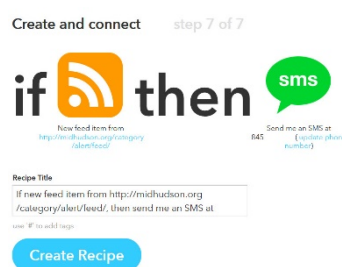 Create and connect step 7 of 7
if then
sms
New feed item from
http://midhudson.org/category
/alert/feed/
Send me an SMS at
845 (update phone
number)
Recipe Title
If new feed item from http://midhudson.org
/category/alert/feed/, then send me an SMS at
use '#' to add tags
Create Recipe